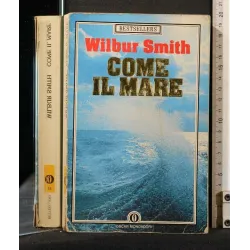 BESTSELLERS
Wilbur Smith
COME
IL MARE
OSCAR MONDADORI
WILBUR SMITH
COME IL MARE